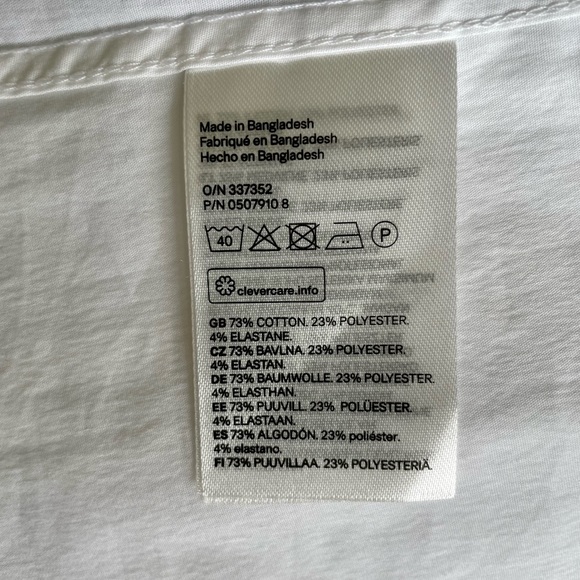 Made in Bangladesh
Fabriqué en Bangladesh
Hecho en Bangladesh
O/N 337352
P/N 0507910 8
40
P
clevercare.info
GB 73% COTTON. 23% POLYESTER.
4% ELASTANE.
CZ 73% BAVLNA. 23% POLYESTER.
4% ELASTAN.
DE 73% BAUMWOLLE. 23% POLYESTER.
4% ELASTHAN.
EE 73% PUUVILL. 23% POLÜESTER.
4% ELASTAAN.
ES 73% ALGODÓN. 23% poliéster.
4% elastano.
FI 73% PUUVILLAA. 23% POLYESTERIÄ.